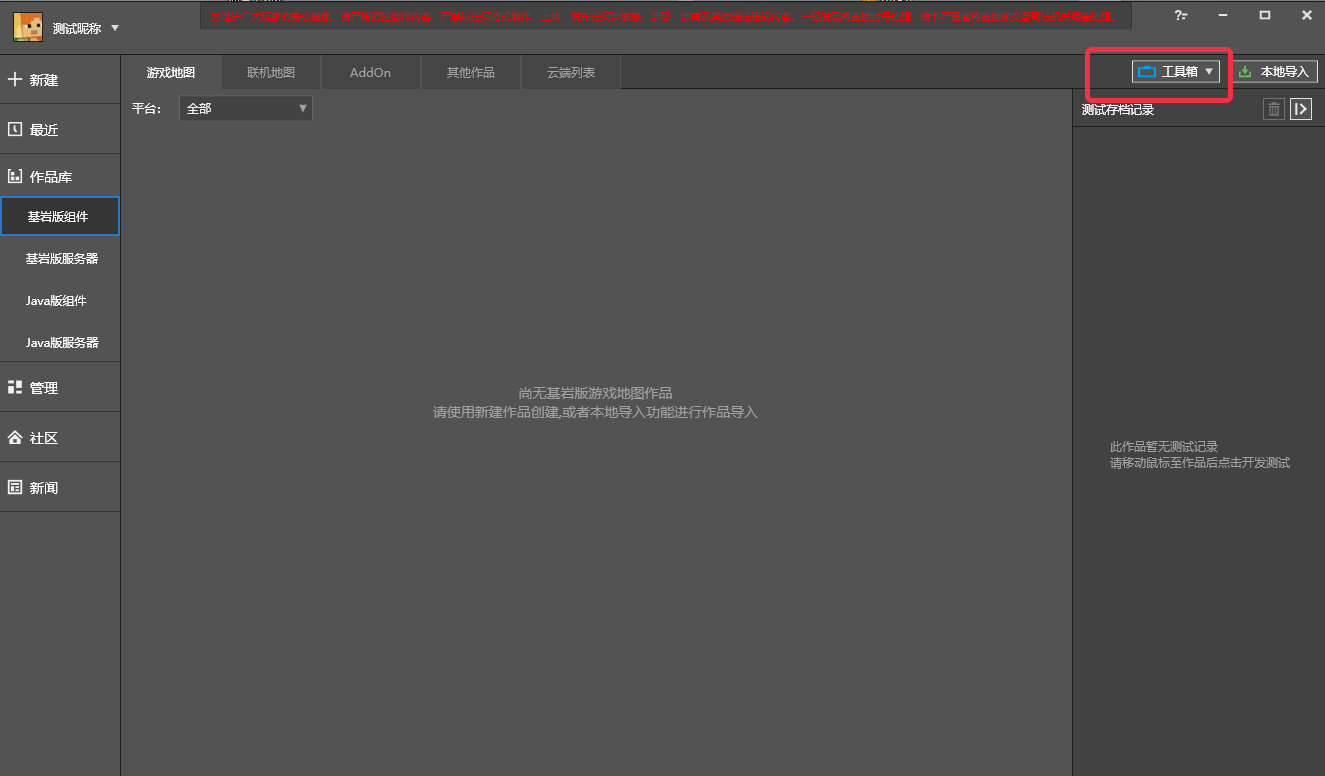 测试昵称
?
新建
最近
作品库
基岩版组件
基岩版服务器
Java版组件
Java版服务器
管理
社区
新闻
游戏地图
联机地图
AddOn
其他作品
云端列表
工具箱
本地导入
平台：
全部
测试存档记录
尚无基岩版游戏地图作品
请使用新建作品创建,或者本地导入功能进行作品导入
此作品暂无测试记录
请移动鼠标至作品后点击开发测试